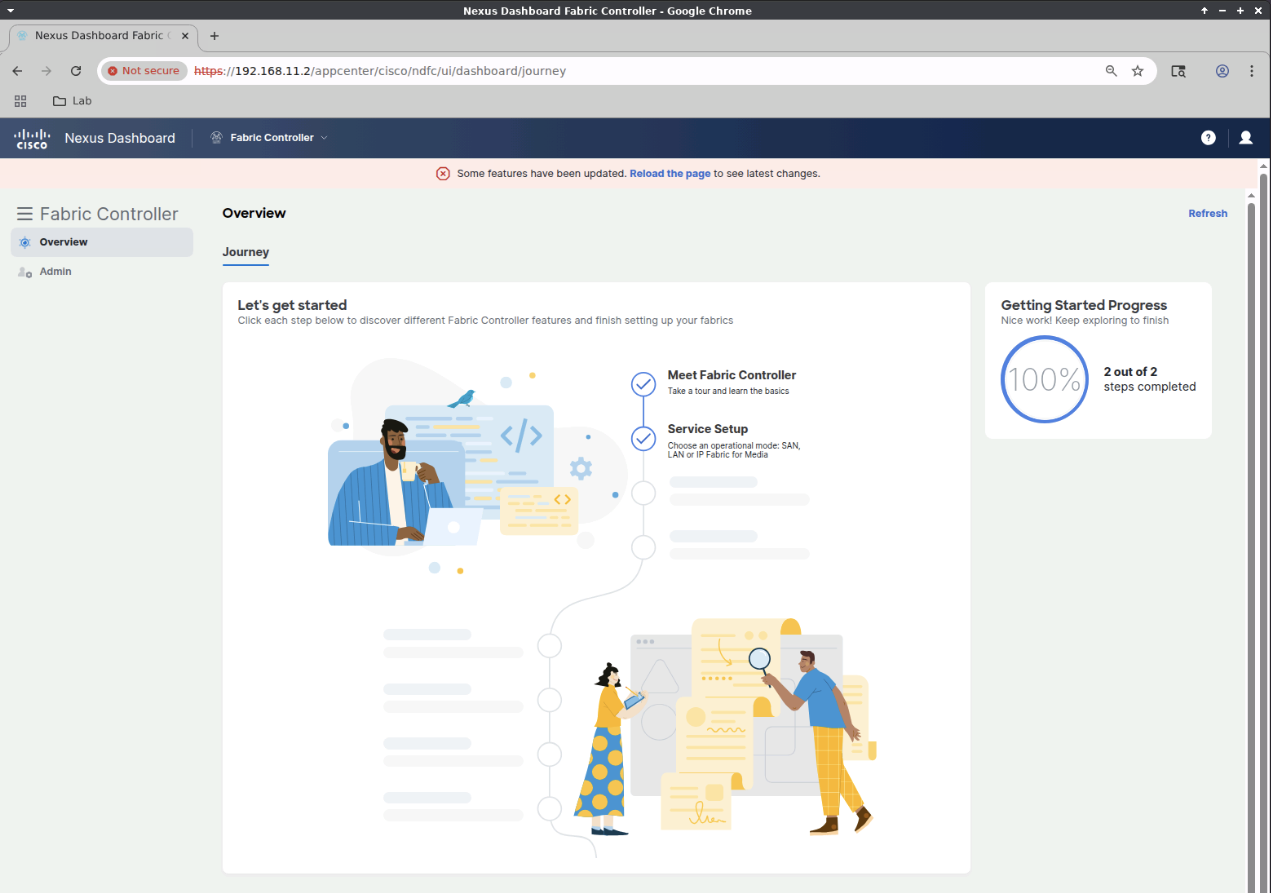 Nexus Dashboard Fabric Controller - Google Chrome
Nexus Dashboard Fabric C
Not secure https://192.168.11.2/appcenter/cisco/ndfc/ui/dashboard/journey
Lab
CISCO Nexus Dashboard Fabric Controller ?
Some features have been updated. Reload the page to see latest changes.
Fabric Controller
Overview
Admin
Overview
Refresh
Journey
Let's get started
Click each step below to discover different Fabric Controller features and finish setting up your fabrics
Meet Fabric Controller
Take a tour and learn the basics
Service Setup
Choose an operational mode: SAN,
LAN or IP Fabric for Media
Getting Started Progress
Nice work! Keep exploring to finish
100%
2 out of 2
steps completed